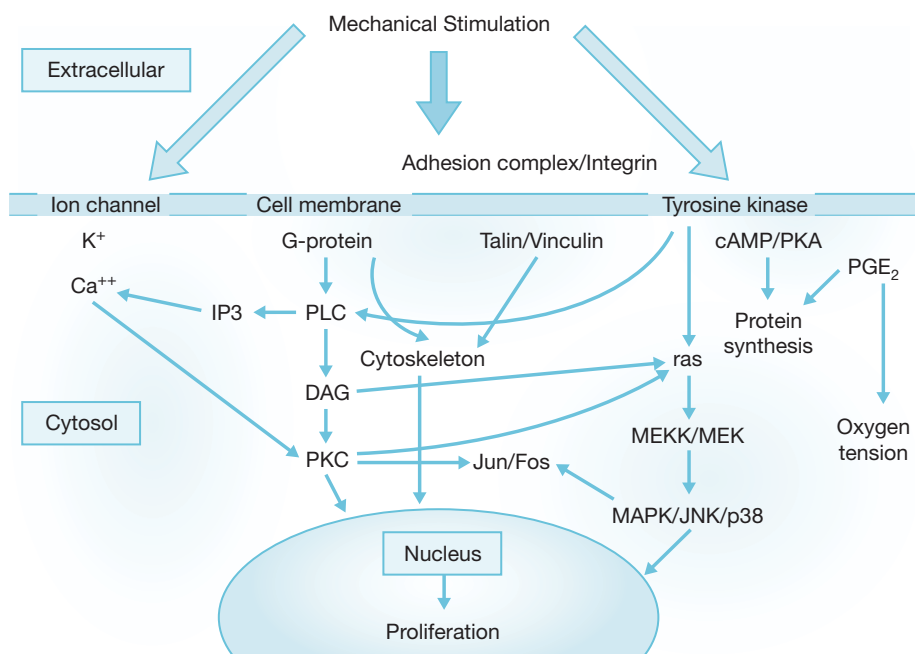 Mechanical Stimulation
Extracellular
Adhesion complex/Integrin
Ion channel
Cell membrane
Tyrosine kinase
K⁺
G-protein
Talin/Vinculin
cAMP/PKA
PGE₂
Ca⁺⁺
IP3
PLC
Protein
synthesis
Cytoskeleton
ras
DAG
Cytosol
MEKK/MEK
Oxygen
tension
PKC
Jun/Fos
MAPK/JNK/p38
Nucleus
Proliferation